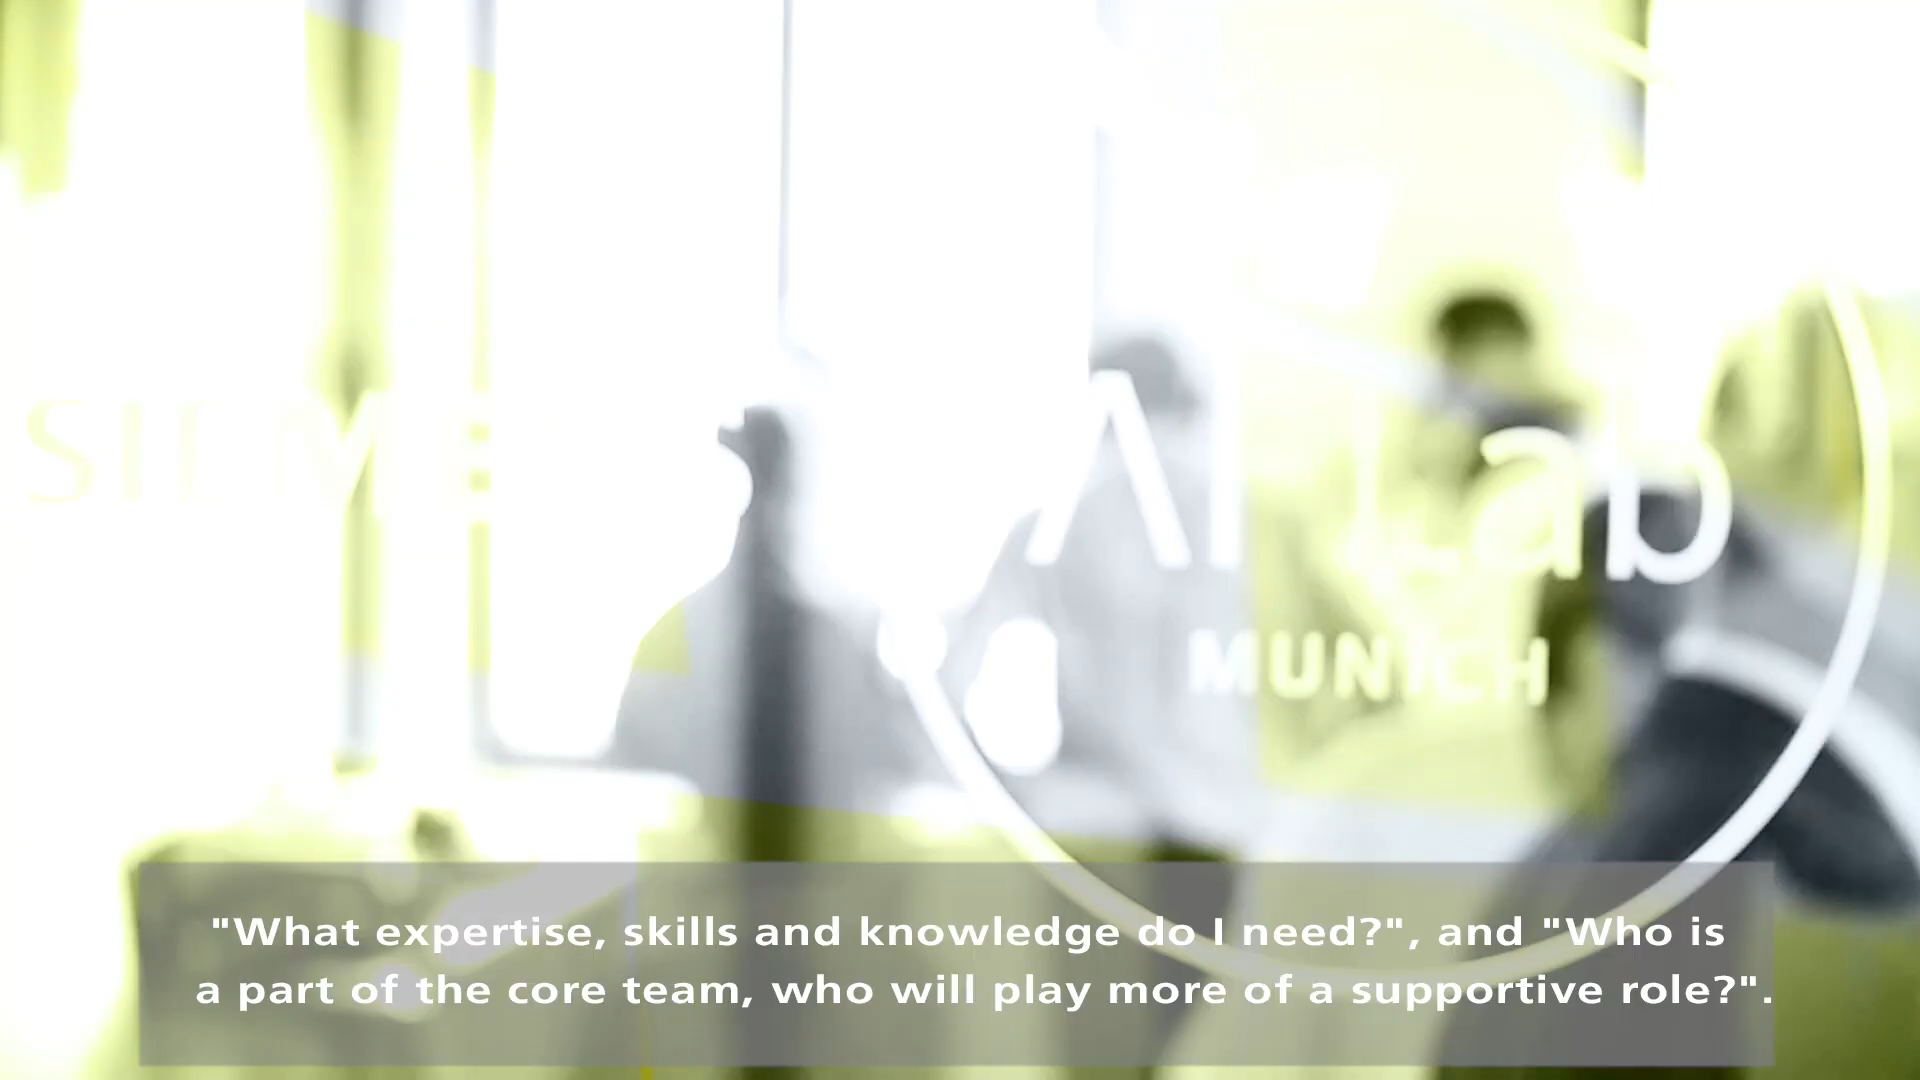 SIEME
AI Lab
MUNICH
"What expertise, skills and knowledge do I need?", and "Who is
a part of the core team, who will play more of a supportive role?".